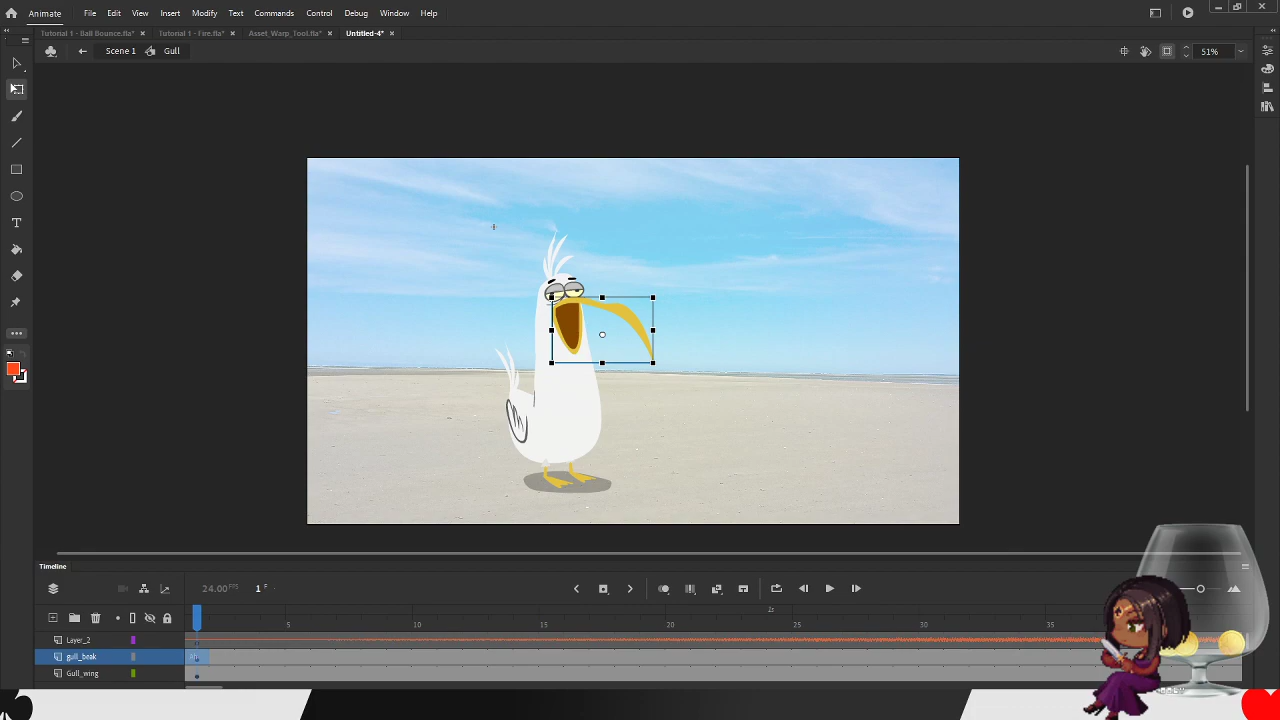 Animate File Edit View Insert Modify Text Commands Control Debug Window Help
Tutorial 1 - Ball Bounce.fla* Tutorial 1 - Fire.fla* Asset_Warp_Tool.fla* Untitled-4*
Scene 1 Gull 51%
Timeline
24.00 FPS 1 F
2s
5 10 15 20 25 30 35
Layer_2
gull_beak
Gull_wing